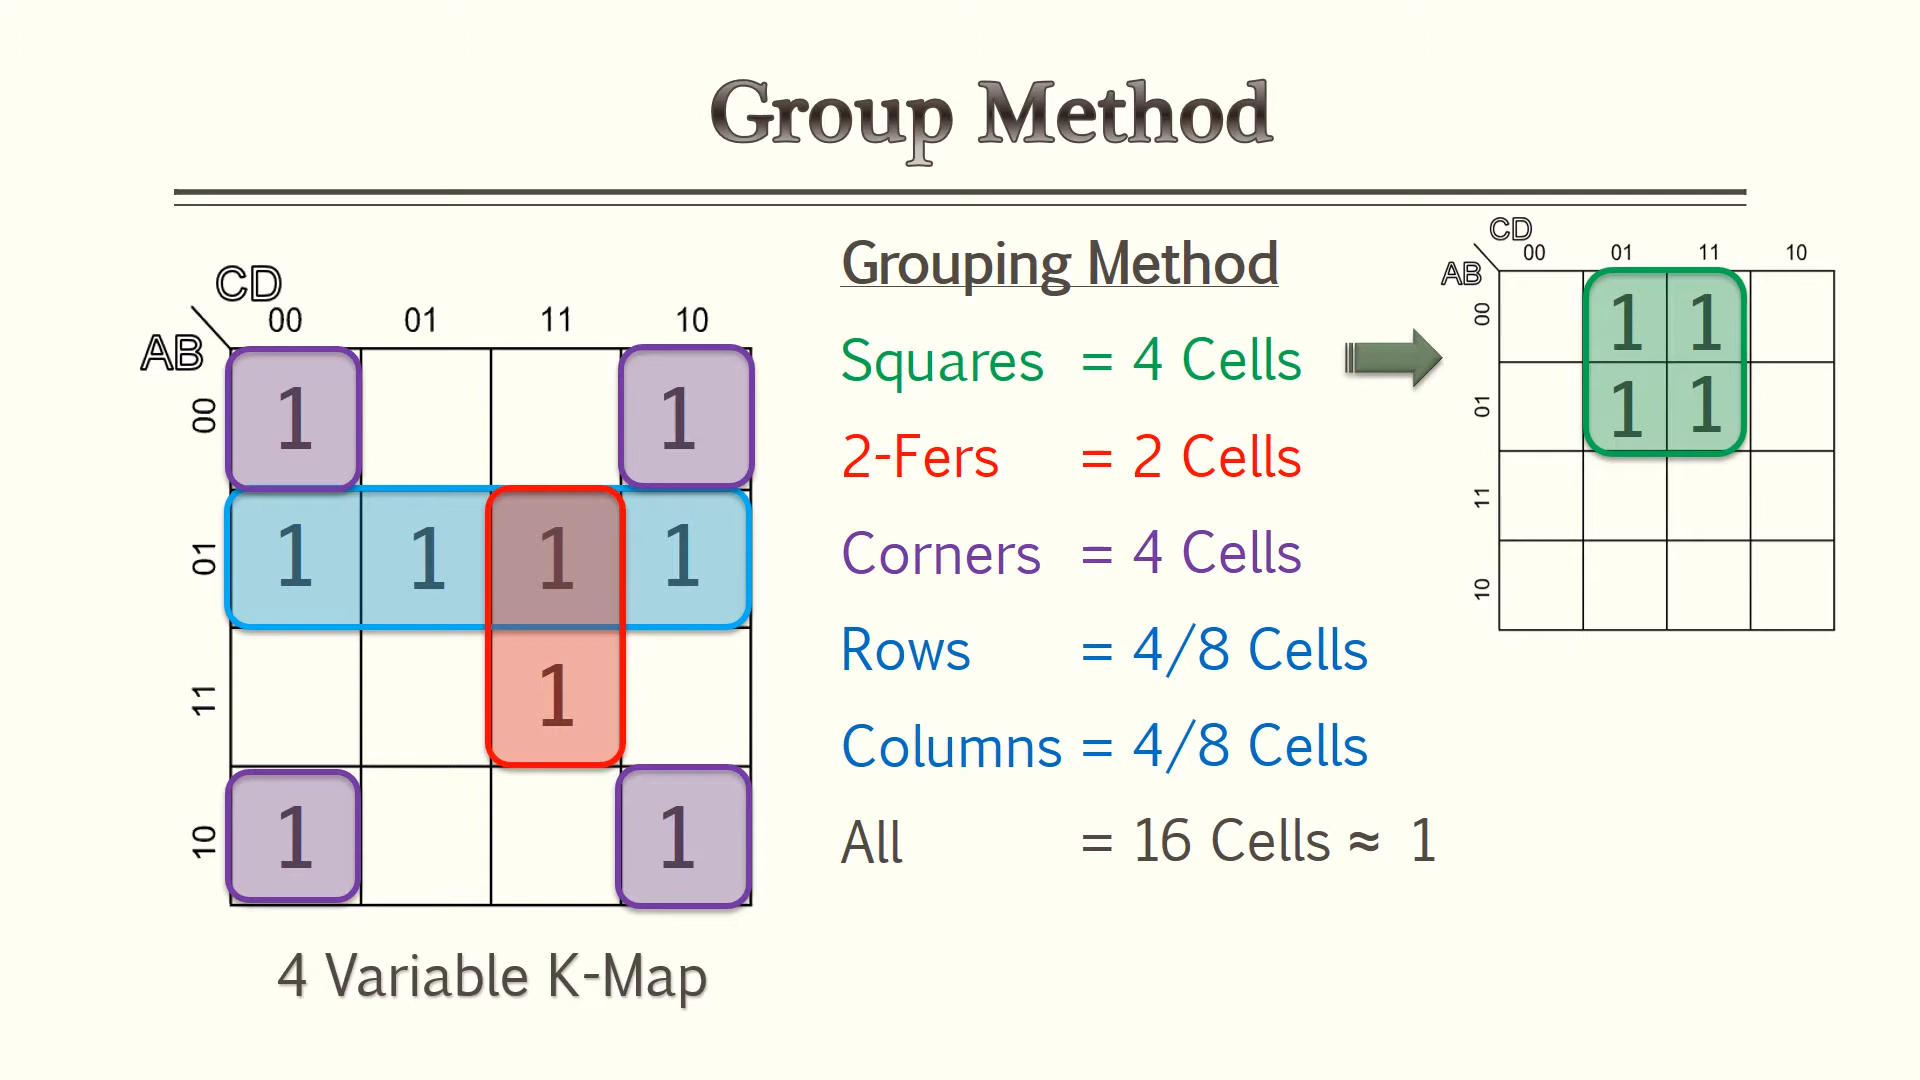 Group Method
CD
00 01 11 10
AB
00 1 1
01 1 1 1 1
11 1
10 1 1
4 Variable K-Map
Grouping Method
Squares = 4 Cells
2-Fers = 2 Cells
Corners = 4 Cells
Rows = 4/8 Cells
Columns = 4/8 Cells
All = 16 Cells ≈ 1
CD
00 01 11 10
AB
00 1 1
01 1 1
11
10